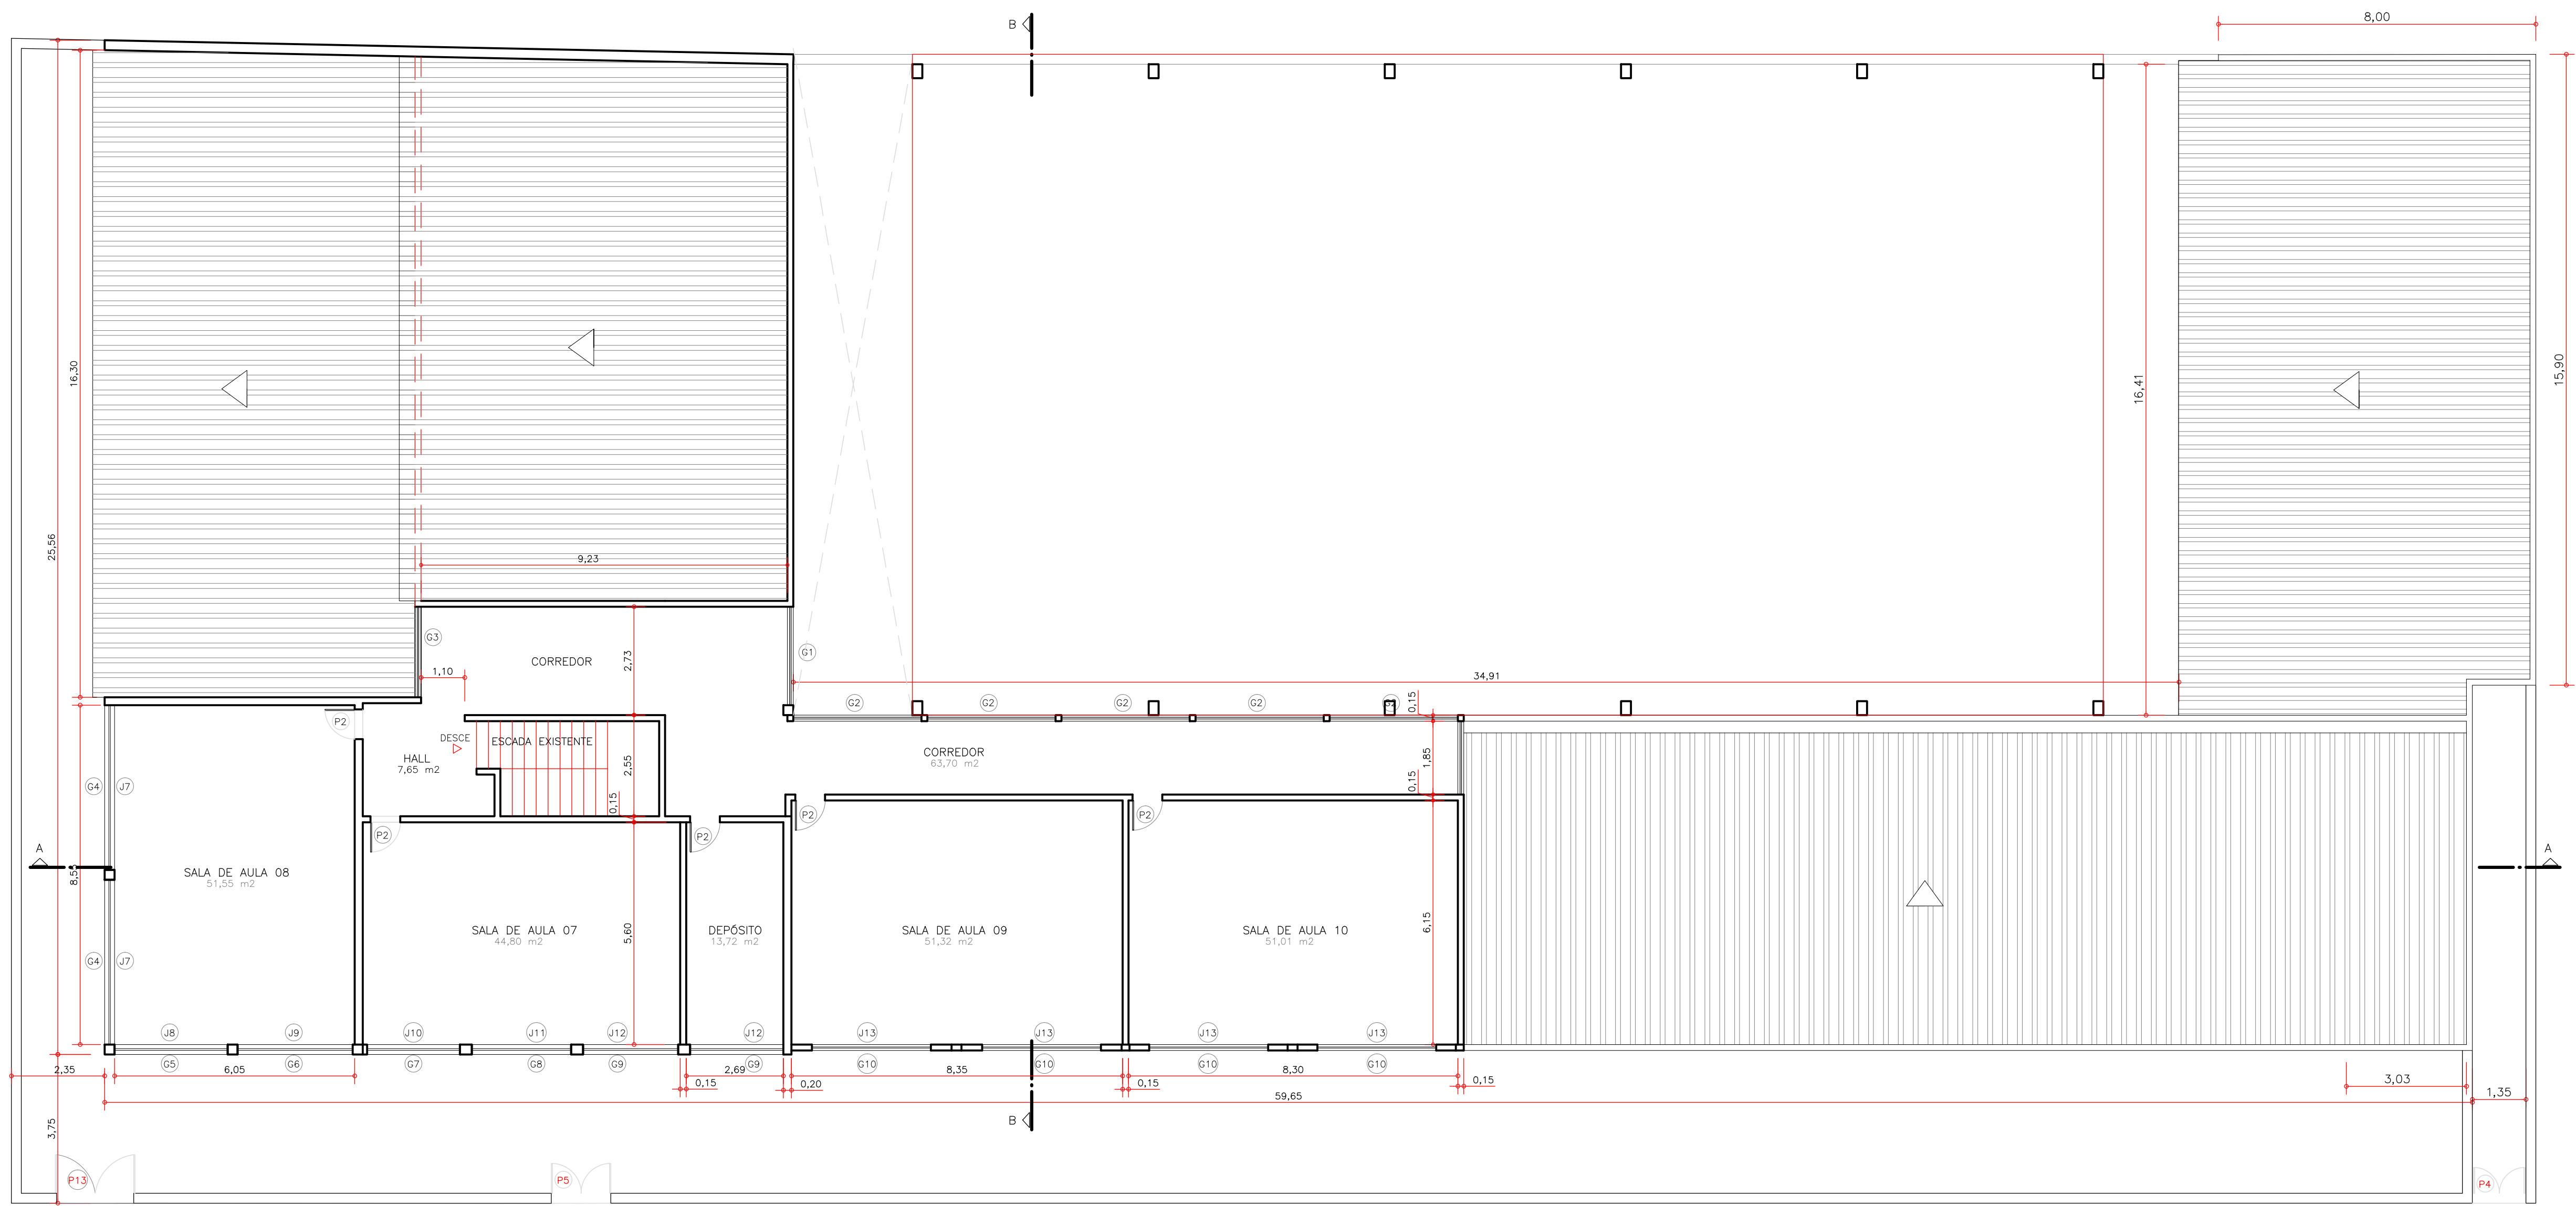 8,00
B
16,30
25,56
9,23
16,41
15,90
G3
CORREDOR
2,73
G1
1,10
34,91
G2
G2
G2
G2
G2
0,15
P2
DESCE
ESCADA EXISTENTE
HALL
7,65 m2
2,55
0,15
CORREDOR
63,70 m2
1,85
0,15
G4
J7
P2
P2
P2
P2
A
A
SALA DE AULA 08
51,55 m2
SALA DE AULA 07
44,80 m2
5,60
DEPÓSITO
13,72 m2
SALA DE AULA 09
51,32 m2
SALA DE AULA 10
51,01 m2
6,15
G4
J7
J8
J9
J10
J11
J12
J12
J13
J13
J13
J13
G5
G6
G7
G8
G9
G9
G10
G10
G10
G10
2,35
6,05
0,15
2,69
0,20
8,35
0,15
8,30
0,15
3,03
1,35
59,65
3,75
B
P13
P5
P4